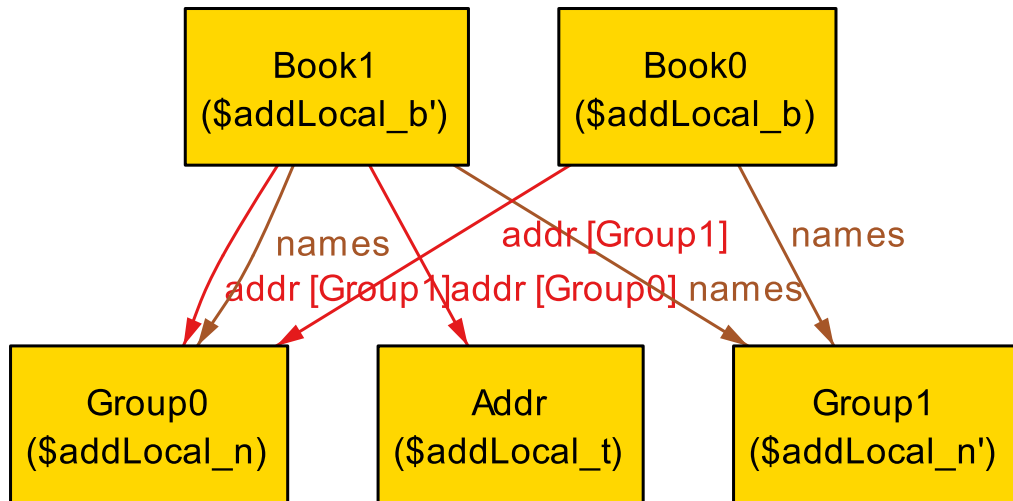 Book1
($addLocal_b')
Book0
($addLocal_b)
names
addr [Group1]
names
addr [Group1]
addr [Group0]
names
Group0
($addLocal_n)
Addr
($addLocal_t)
Group1
($addLocal_n')